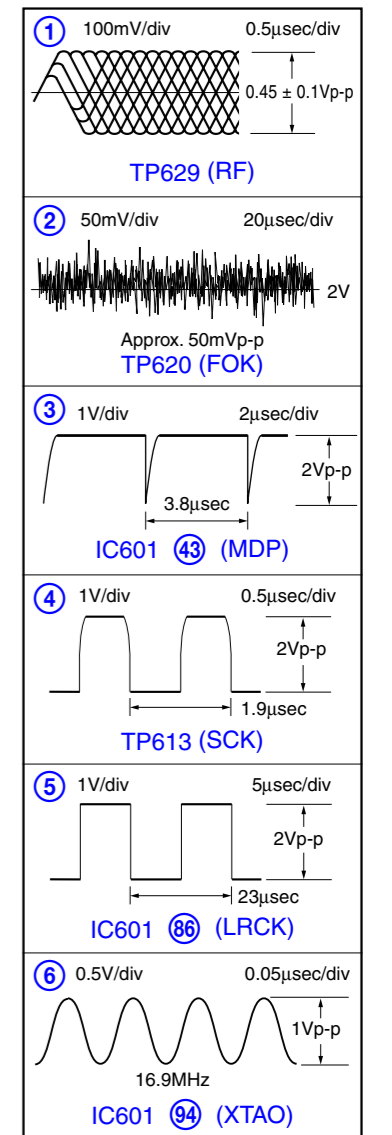 ① 100mV/div 0.5µsec/div
0.45 ± 0.1Vp-p
TP629 (RF)
② 50mV/div 20µsec/div
2V
Approx. 50mVp-p
TP620 (FOK)
③ 1V/div 2µsec/div
2Vp-p
3.8µsec
IC601 ㊸ (MDP)
④ 1V/div 0.5µsec/div
2Vp-p
1.9µsec
TP613 (SCK)
⑤ 1V/div 5µsec/div
2Vp-p
23µsec
IC601 86 (LRCK)
⑥ 0.5V/div 0.05µsec/div
1Vp-p
16.9MHz
IC601 94 (XTAO)